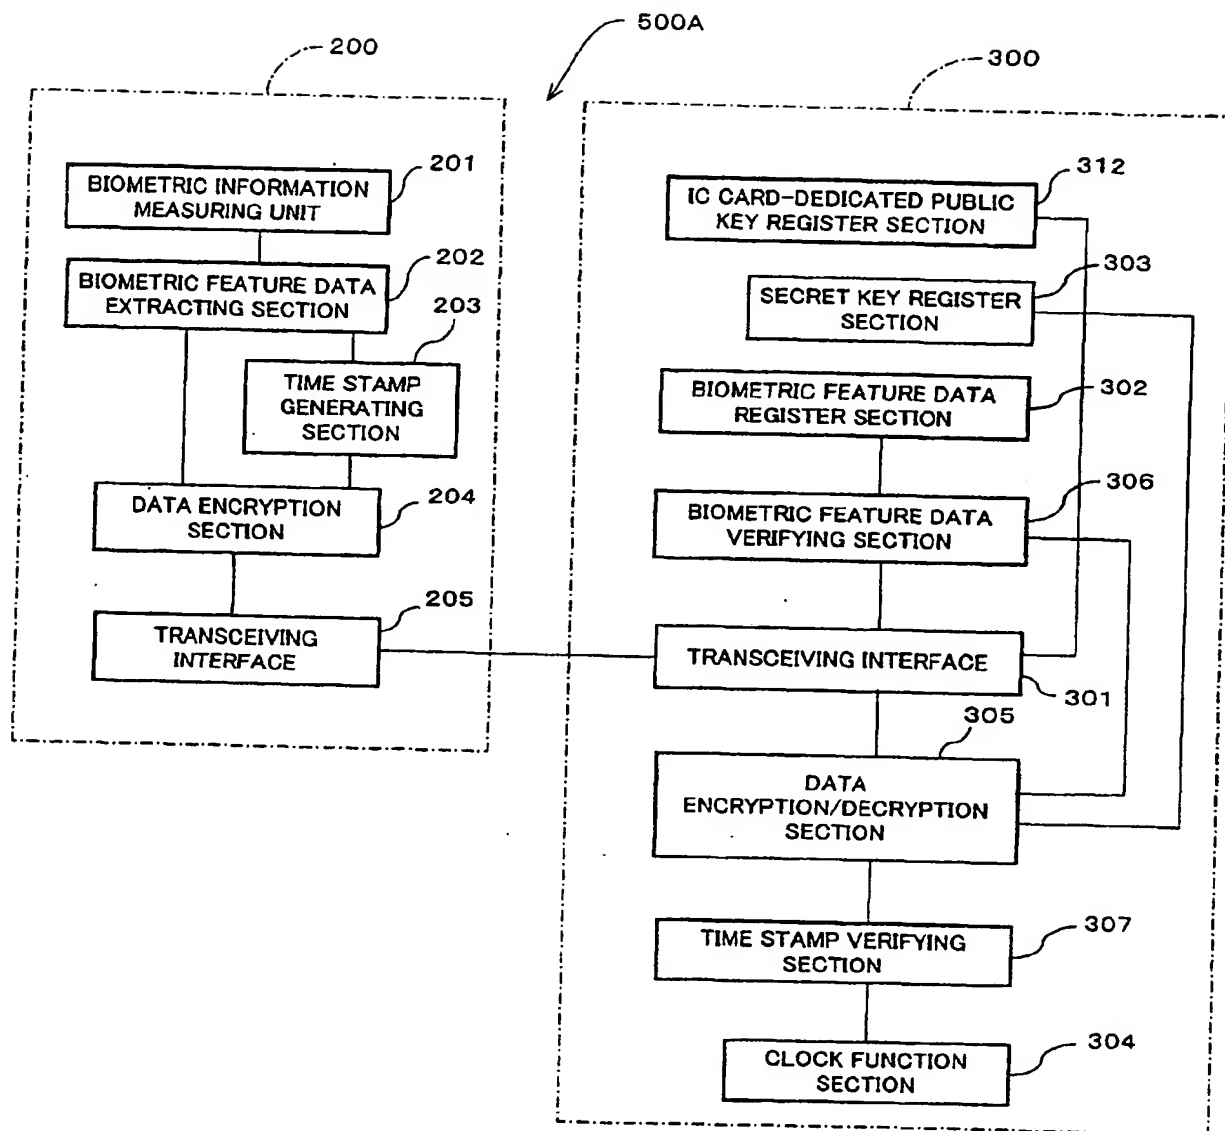 500A
200
300
BIOMETRIC INFORMATION
MEASURING UNIT
201
BIOMETRIC FEATURE DATA
EXTRACTING SECTION
202
203
TIME STAMP
GENERATING
SECTION
DATA ENCRYPTION
SECTION
204
TRANSCEIVING
INTERFACE
205
IC CARD-DEDICATED PUBLIC
KEY REGISTER SECTION
312
SECRET KEY REGISTER
SECTION
303
BIOMETRIC FEATURE DATA
REGISTER SECTION
302
BIOMETRIC FEATURE DATA
VERIFYING SECTION
306
TRANSCEIVING INTERFACE
301
305
DATA
ENCRYPTION/DECRYPTION
SECTION
TIME STAMP VERIFYING
SECTION
307
CLOCK FUNCTION
SECTION
304